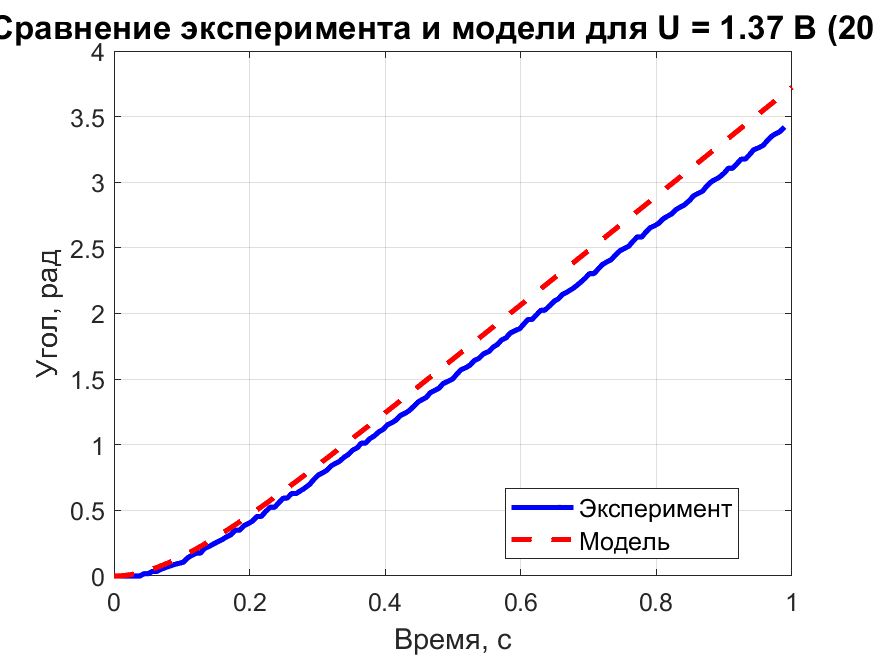 Сравнение эксперимента и модели для U = 1.37 В (20
4
3.5
3
2.5
2
1.5
1
0.5
0
Угол, рад
Эксперимент
Модель
0 0.2 0.4 0.6 0.8 1
Время, с